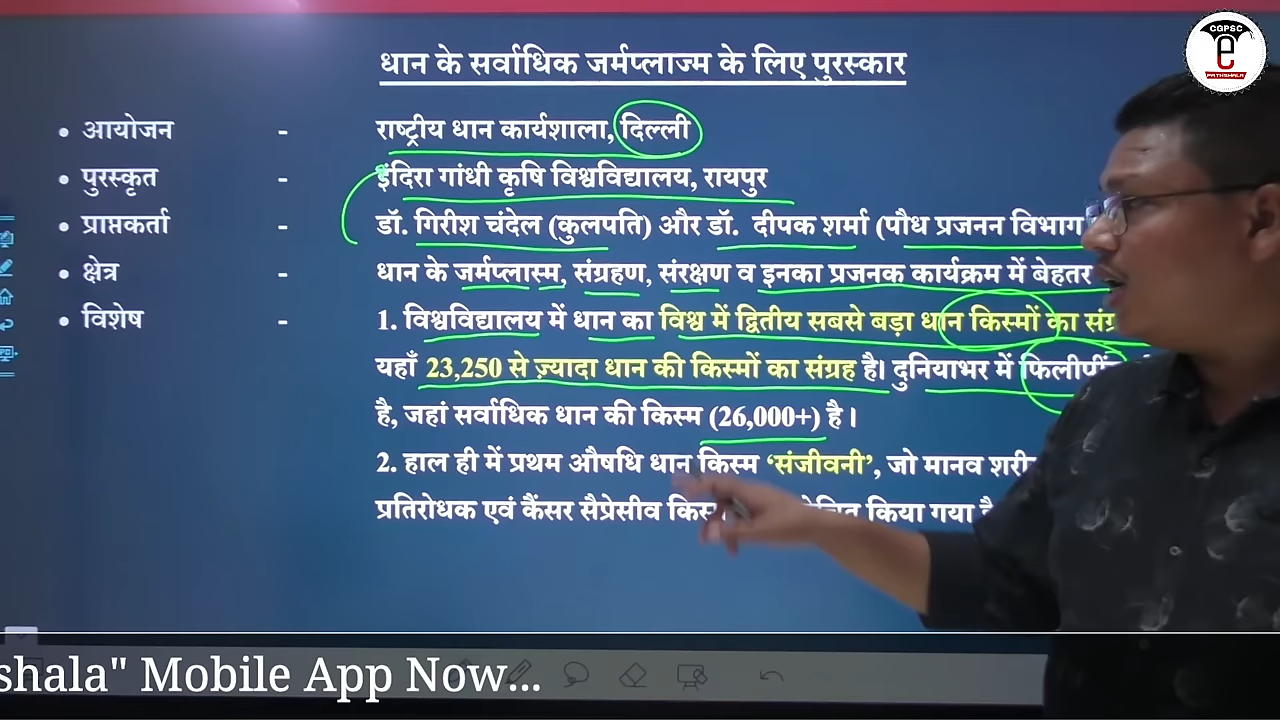 CGPSC
e
PATHSHALA
धान के सर्वाधिक जर्मप्लाज्म के लिए पुरस्कार
• आयोजन - राष्ट्रीय धान कार्यशाला, दिल्ली
• पुरस्कृत - इंदिरा गांधी कृषि विश्वविद्यालय, रायपुर
• प्राप्तकर्ता - डॉ. गिरीश चंदेल (कुलपति) और डॉ. दीपक शर्मा (पौध प्रजनन विभाग
• क्षेत्र - धान के जर्मप्लास्म, संग्रहण, संरक्षण व इनका प्रजनक कार्यक्रम में बेहतर
• विशेष - 1. विश्वविद्यालय में धान का विश्व में द्वितीय सबसे बड़ा धान किस्मों का
यहाँ 23,250 से ज़्यादा धान की किस्मों का संग्रह है। दुनियाभर में
है, जहां सर्वाधिक धान की किस्म (26,000+) है।
2. हाल ही में प्रथम औषधि धान किस्म ‘संजीवनी’, जो मानव
प्रतिरोधक एवं कैंसर सैप्रेसीव किया गया
shala" Mobile App Now...